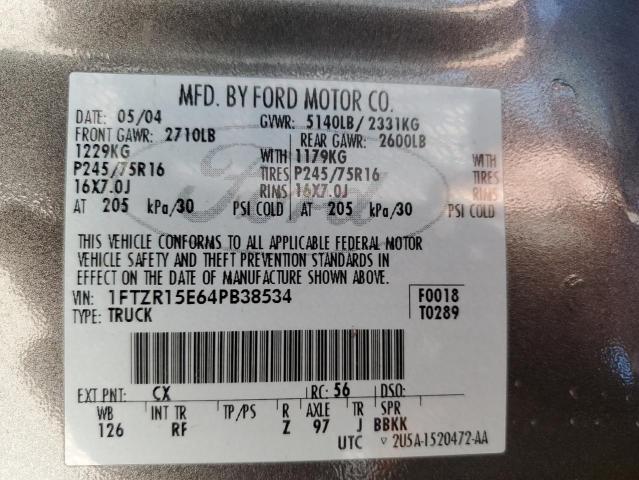 MFD. BY FORD MOTOR CO.
DATE: 05/04 GVWR: 5140LB/ 2331KG
FRONT GAWR: 2710LB REAR GAWR: 2600LB
1229KG WITH 1179KG WITH
P245/75R16 TIRES P245/75R16 TIRES
16X7.0J RIMS 16X7.0J RIMS
AT 205 kPa/30 PSI COLD AT 205 kPa/30 PSI COLD
Ford
THIS VEHICLE CONFORMS TO ALL APPLICABLE FEDERAL MOTOR
VEHICLE SAFETY AND THEFT PREVENTION STANDARDS IN
EFFECT ON THE DATE OF MANUFACTURE SHOWN ABOVE.
VIN: 1FTZR15E64PB38534 F0018
TYPE: TRUCK T0289
EXT PNT: CX RC: 56 DSO:
WB INT TR TP/PS R AXLE TR SPR
126 RF Z 97 J BBKK
UTC ▽ 2U5A-1520472-AA